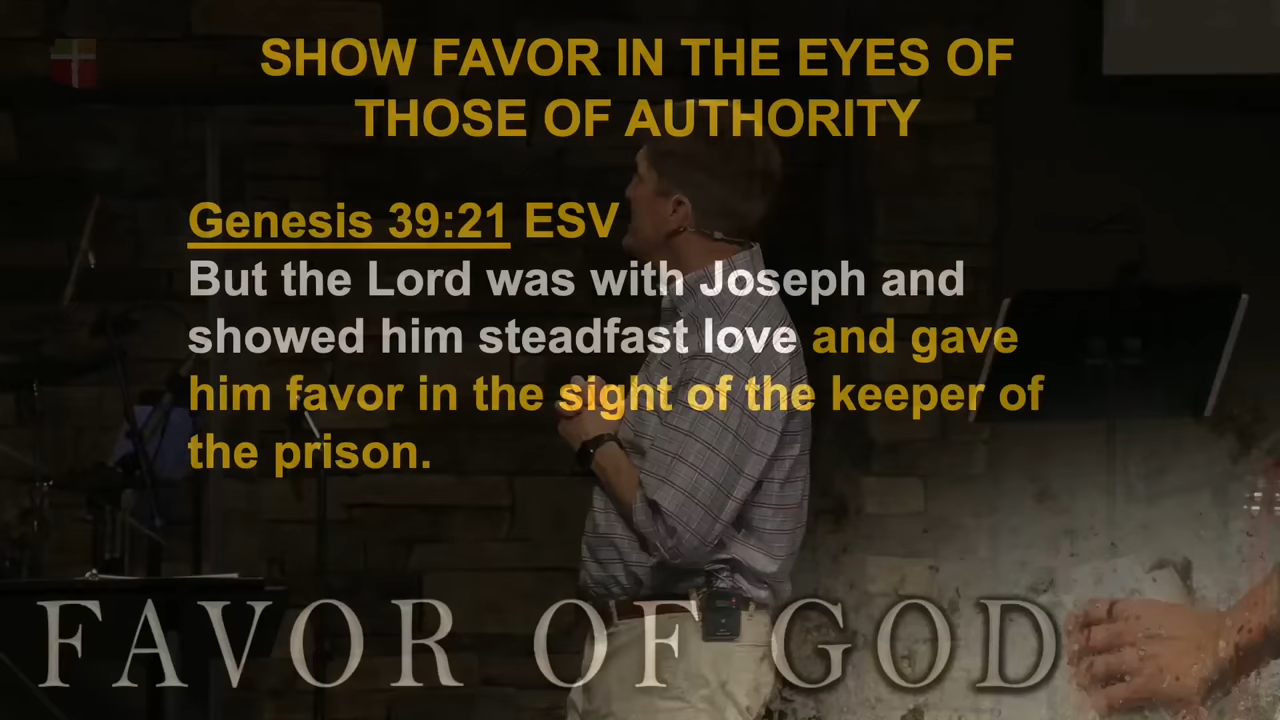 SHOW FAVOR IN THE EYES OF
THOSE OF AUTHORITY
Genesis 39:21 ESV
But the Lord was with Joseph and
showed him steadfast love and gave
him favor in the sight of the keeper of
the prison.
FAVOR OF GOD